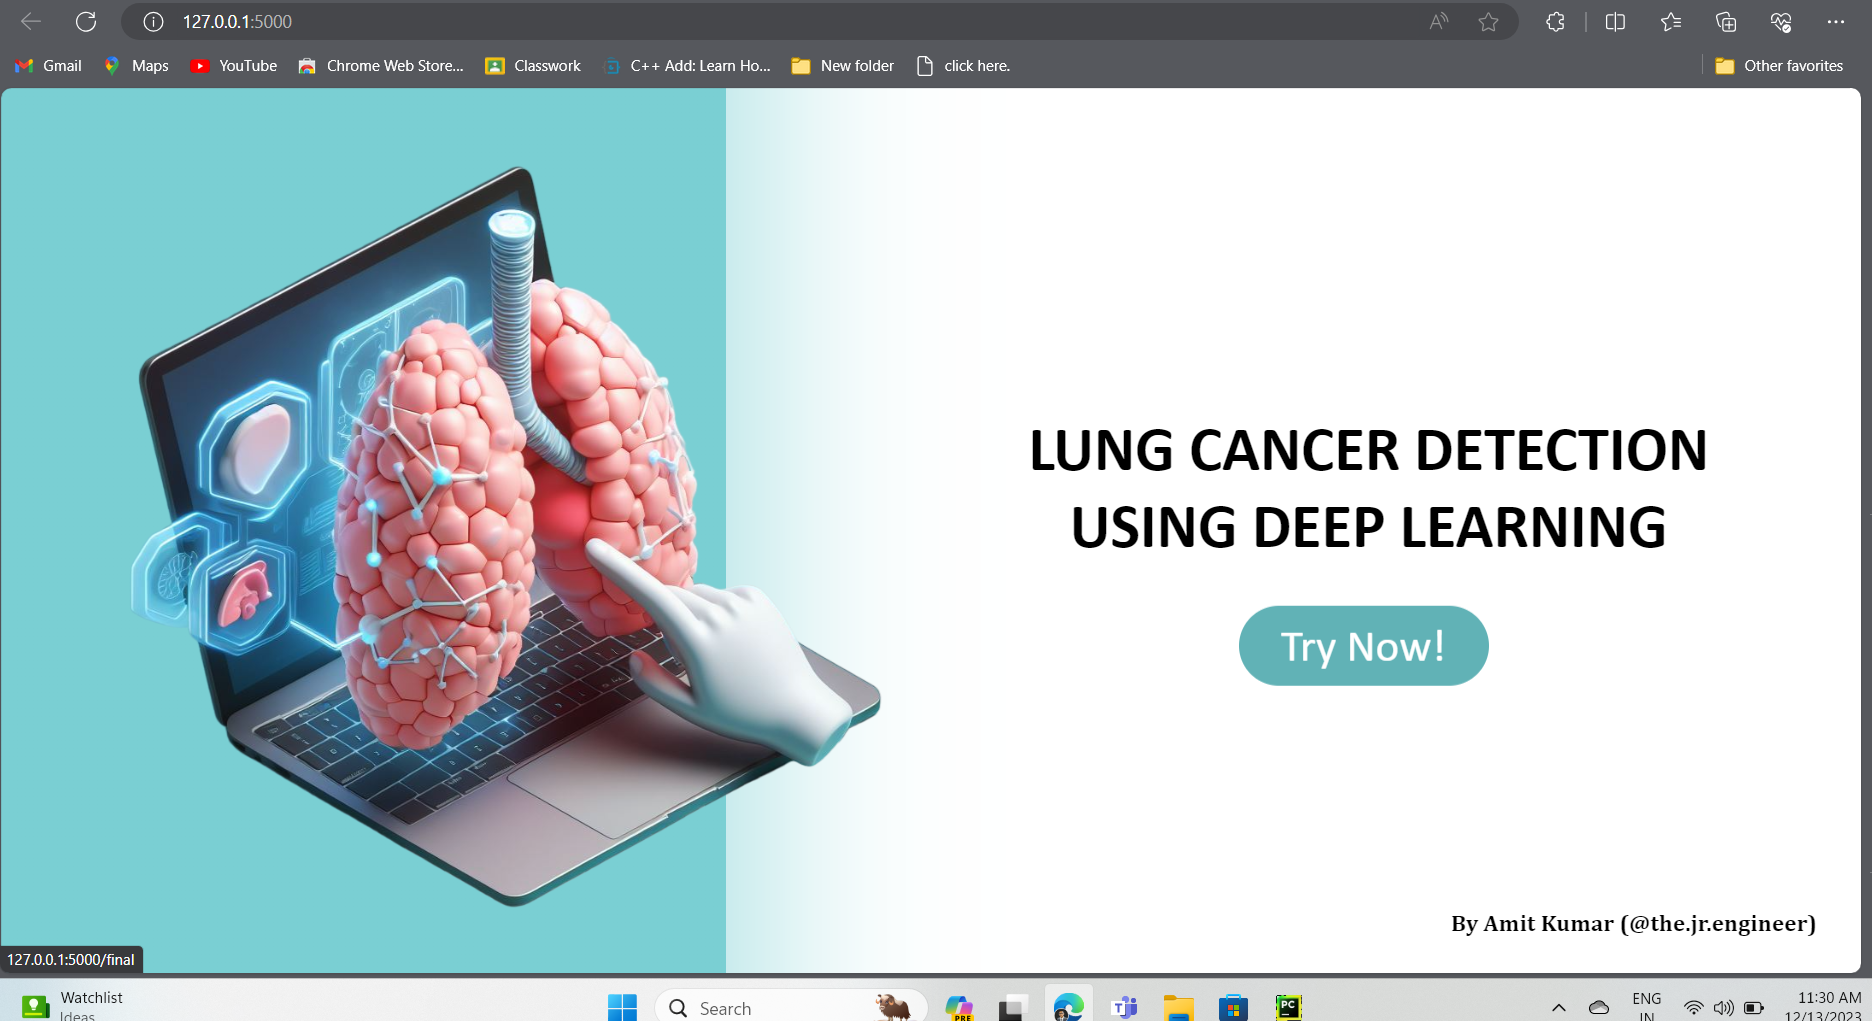 127.0.0.1:5000
Gmail
Maps
YouTube
Chrome Web Store...
Classwork
C++ Add: Learn Ho...
New folder
click here.
Other favorites
LUNG CANCER DETECTION
USING DEEP LEARNING
Try Now!
By Amit Kumar (@the.jr.engineer)
127.0.0.1:5000/final
Watchlist
Ideas
Search
PRE
PC
ENG
IN
11:30 AM
12/13/2023